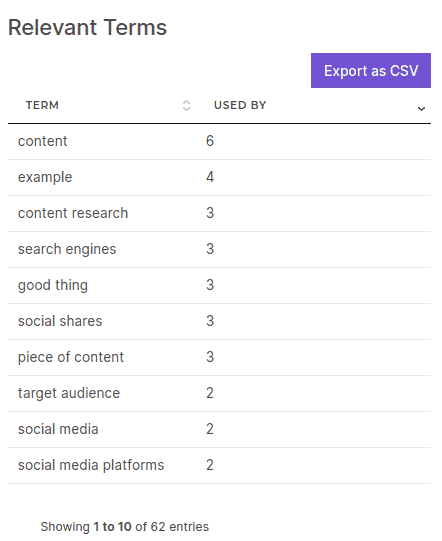 Relevant Terms
Export as CSV
TERM USED BY
content 6
example 4
content research 3
search engines 3
good thing 3
social shares 3
piece of content 3
target audience 2
social media 2
social media platforms 2
Showing 1 to 10 of 62 entries